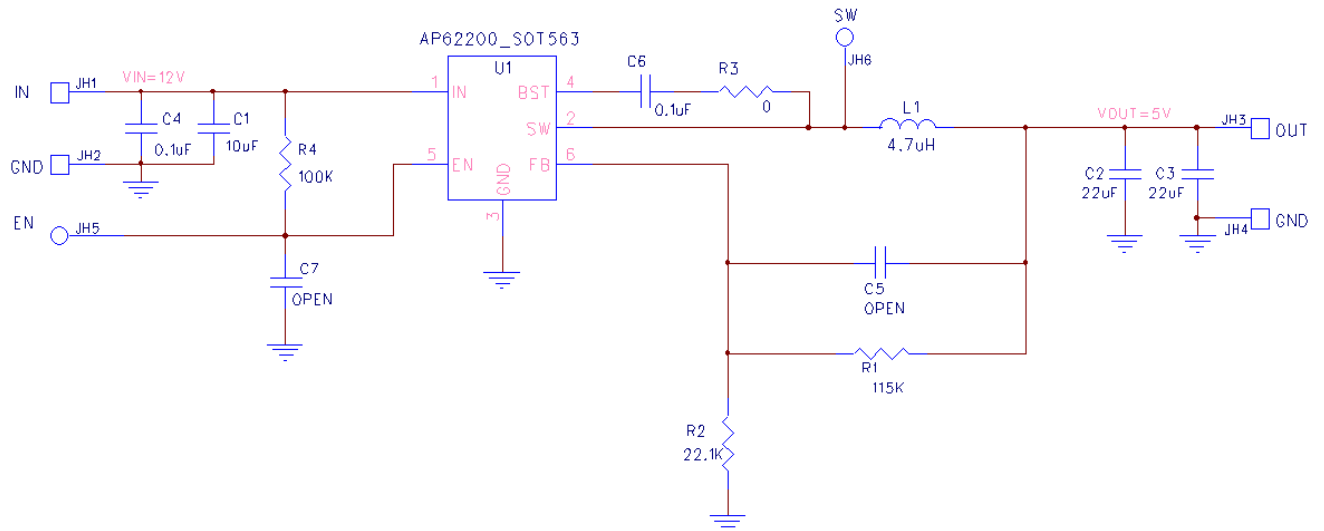 SW
AP62200_SOT563
U1
JH6
IN
JH1
VIN=12V
1
IN
BST
4
C6
0.1uF
R3
0
C4
0.1uF
C1
10uF
SW
2
L1
4.7uH
VOUT=5V
JH3
OUT
GND
JH2
R4
100K
5
EN
FB
6
GND
3
C2
22uF
C3
22uF
EN
JH5
JH4
GND
C7
OPEN
C5
OPEN
R1
115K
R2
22.1K